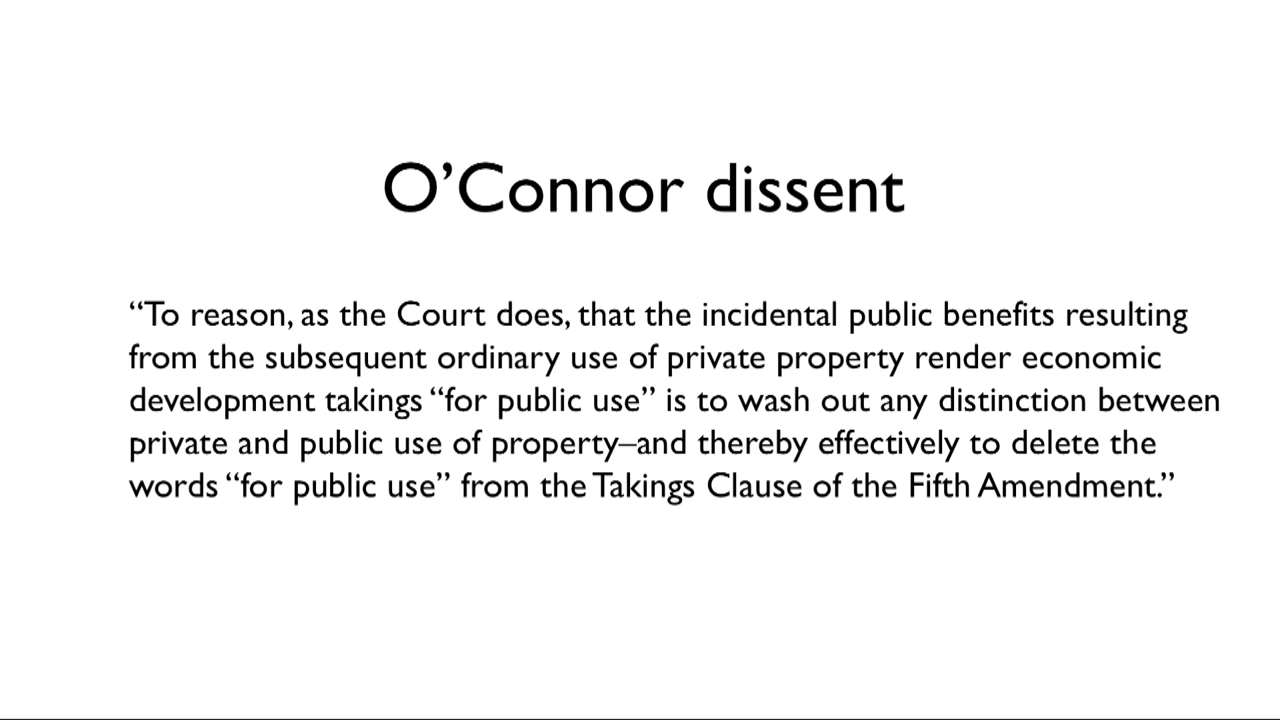 O’Connor dissent
“To reason, as the Court does, that the incidental public benefits resulting
from the subsequent ordinary use of private property render economic
development takings “for public use” is to wash out any distinction between
private and public use of property–and thereby effectively to delete the
words “for public use” from the Takings Clause of the Fifth Amendment.”